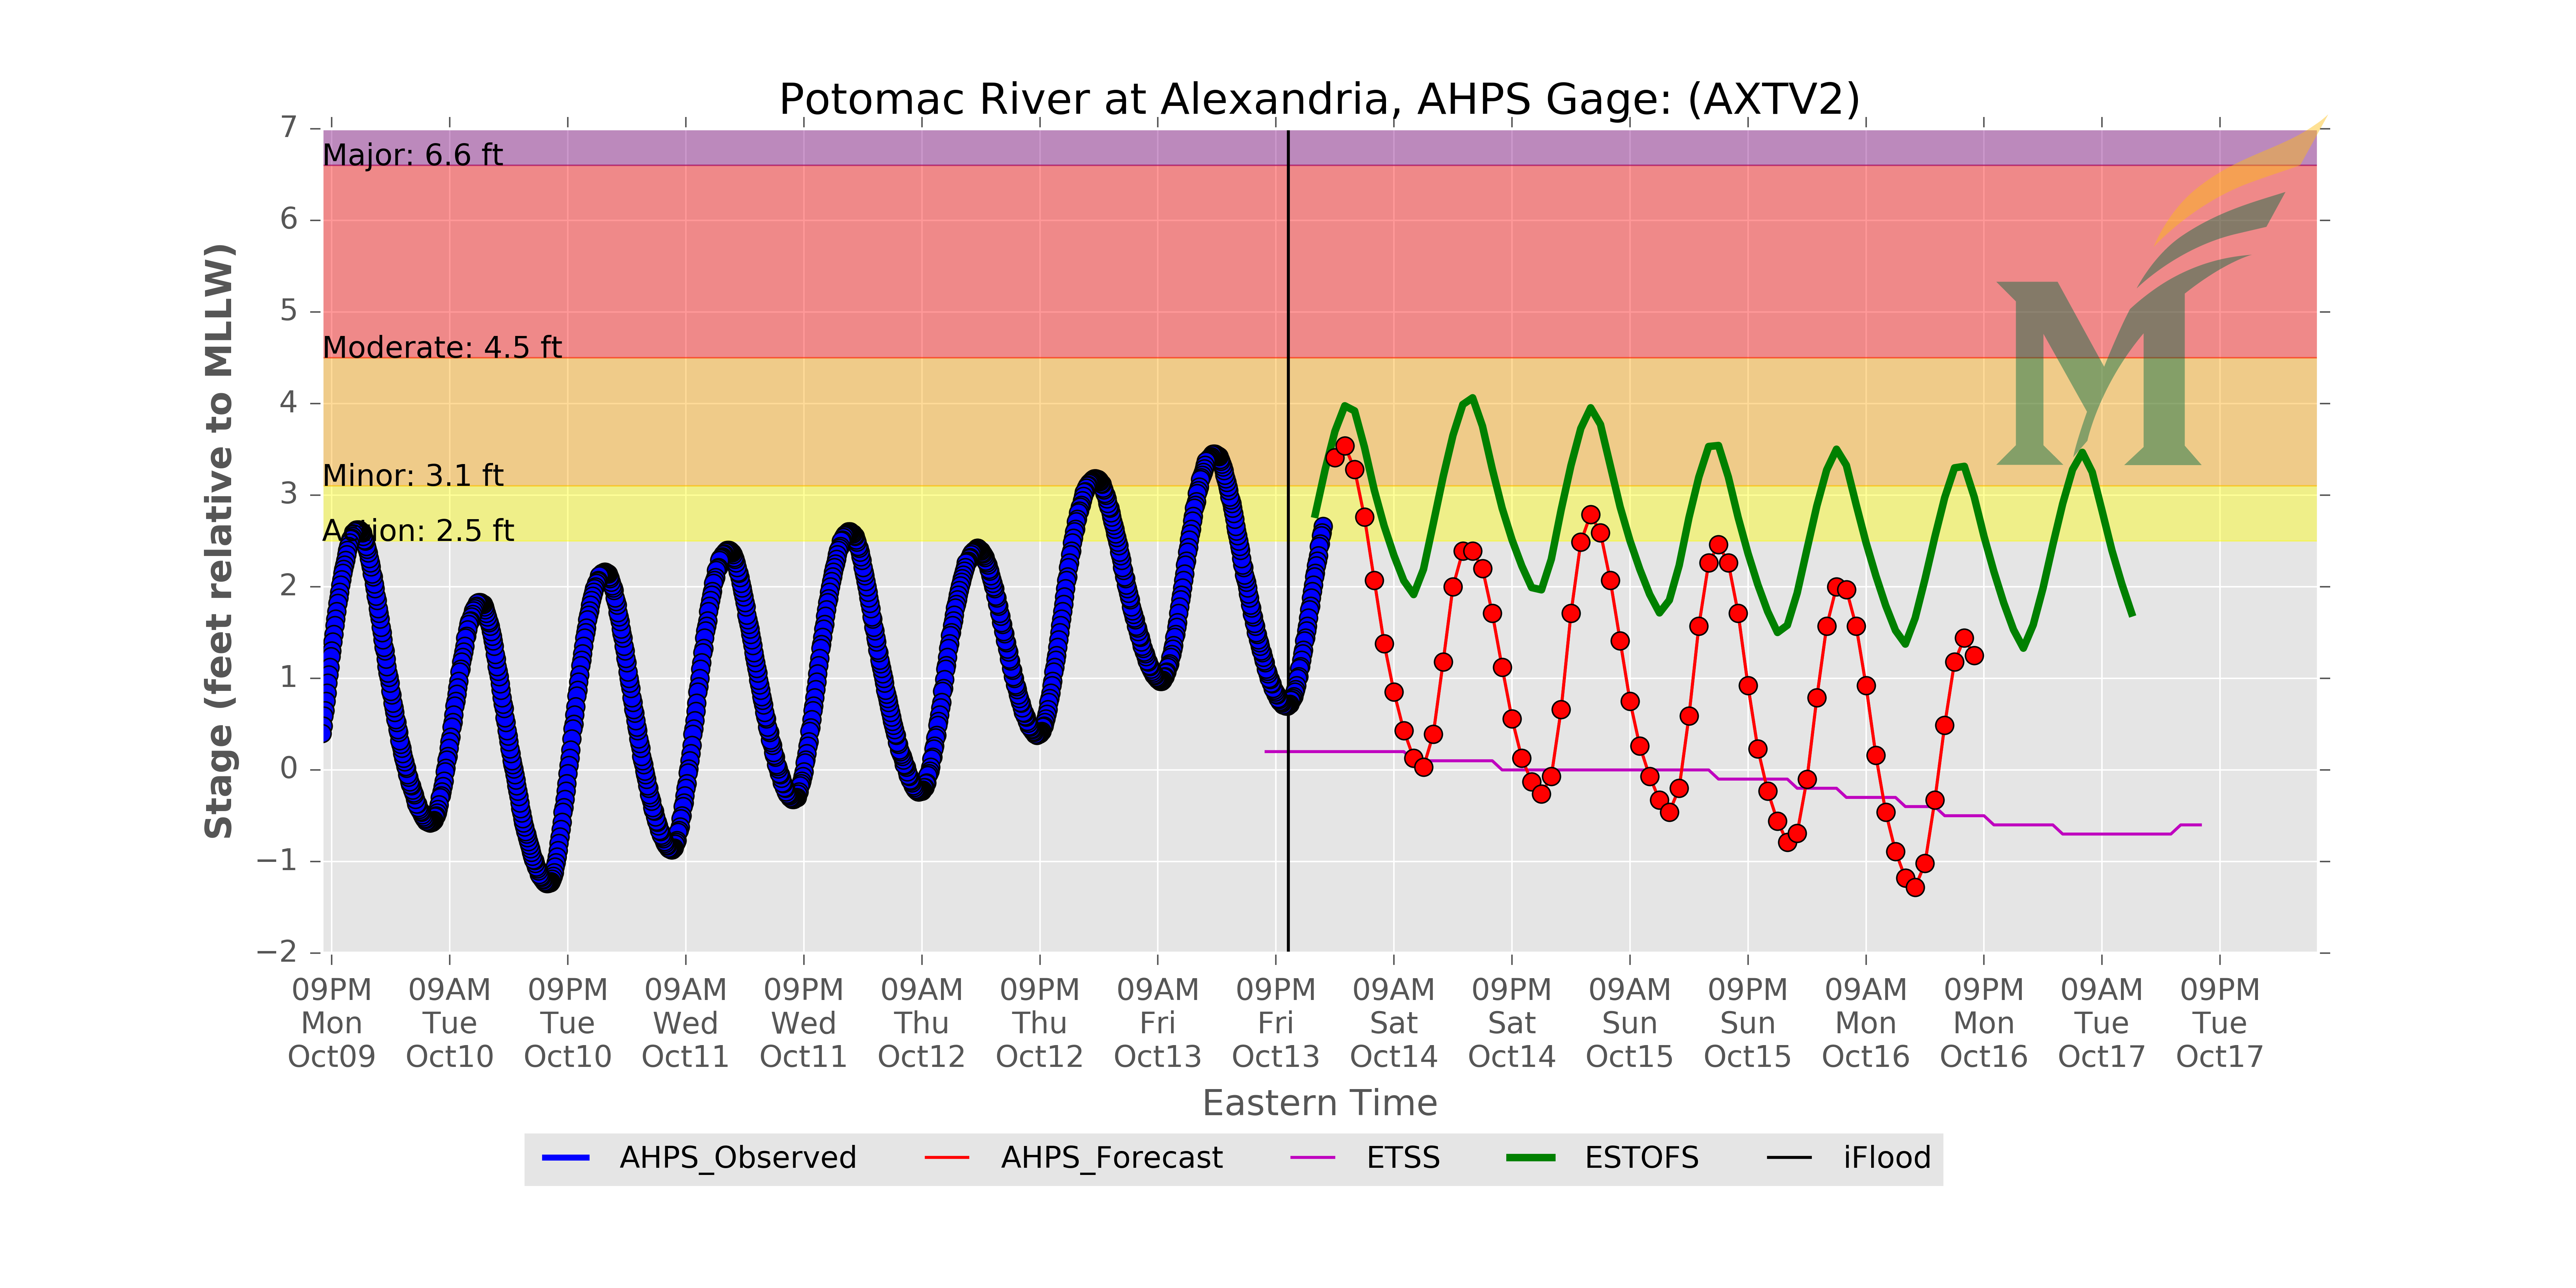 Potomac River at Alexandria, AHPS Gage: (AXTV2)
Stage (feet relative to MLLW)
7
6
5
4
3
2
1
0
−1
−2
Major: 6.6 ft
Moderate: 4.5 ft
Minor: 3.1 ft
Action: 2.5 ft
09PM 09AM 09PM 09AM 09PM 09AM 09PM 09AM 09PM 09AM 09PM 09AM 09PM 09AM 09PM 09AM 09PM
Mon Tue Tue Wed Wed Thu Thu Fri Fri Sat Sat Sun Sun Mon Mon Tue Tue
Oct09 Oct10 Oct10 Oct11 Oct11 Oct12 Oct12 Oct13 Oct13 Oct14 Oct14 Oct15 Oct15 Oct16 Oct16 Oct17 Oct17
Eastern Time
AHPS_Observed AHPS_Forecast ETSS ESTOFS iFlood
M